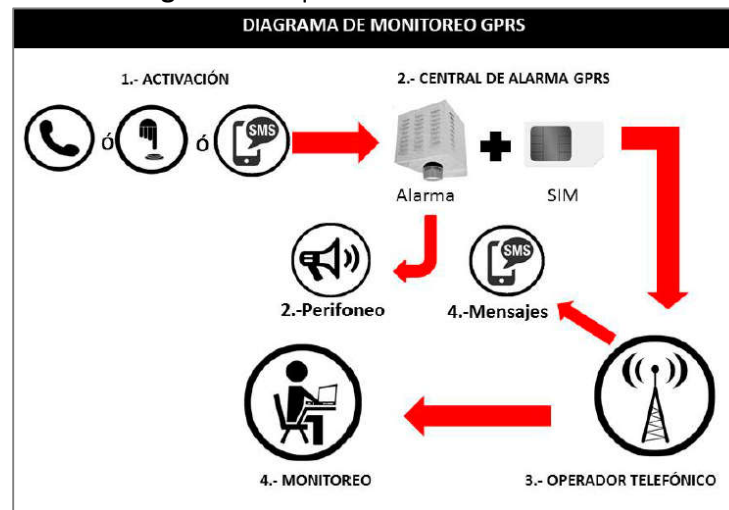 DIAGRAMA DE MONITOREO GPRS
1.- ACTIVACIÓN
2.- CENTRAL DE ALARMA GPRS
ó
ó
SMS
Alarma
SIM
SMS
2.-Perifoneo
4.-Mensajes
4.- MONITOREO
3.- OPERADOR TELEFÓNICO